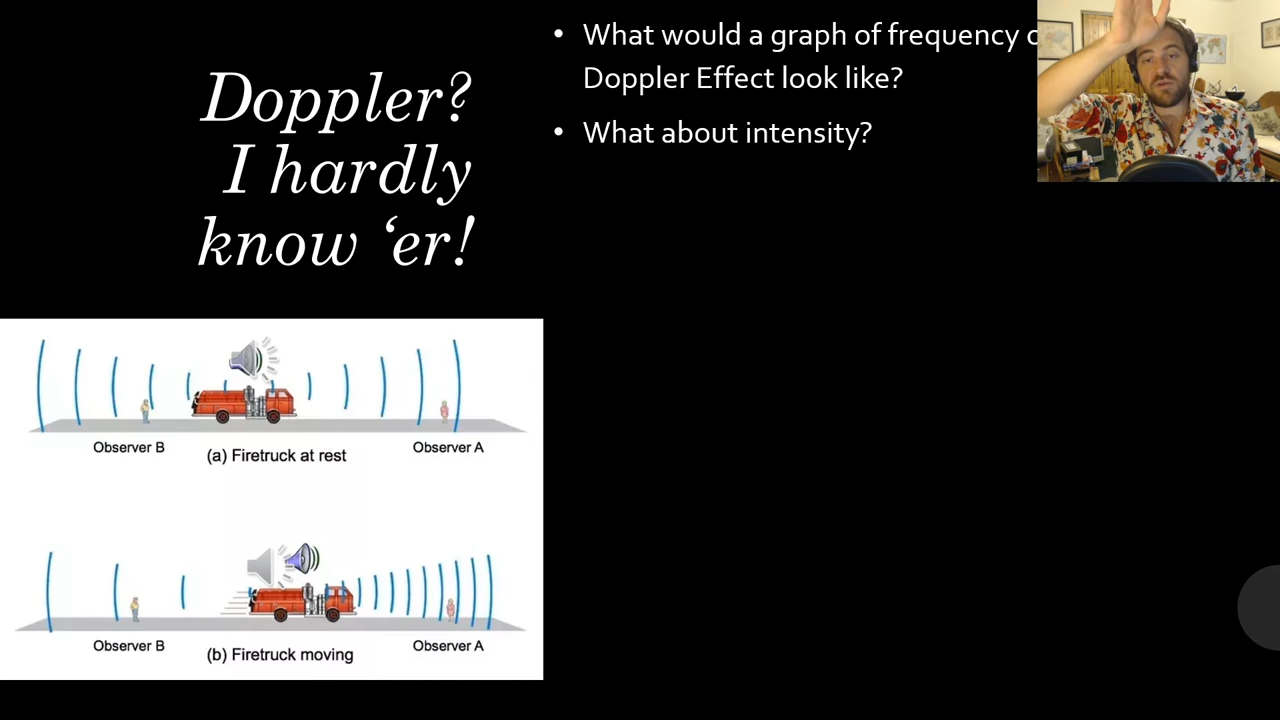 Doppler?
I hardly
know ‘er!
• What would a graph of frequency
Doppler Effect look like?
• What about intensity?
Observer B
Observer A
(a) Firetruck at rest
Observer B
Observer A
(b) Firetruck moving